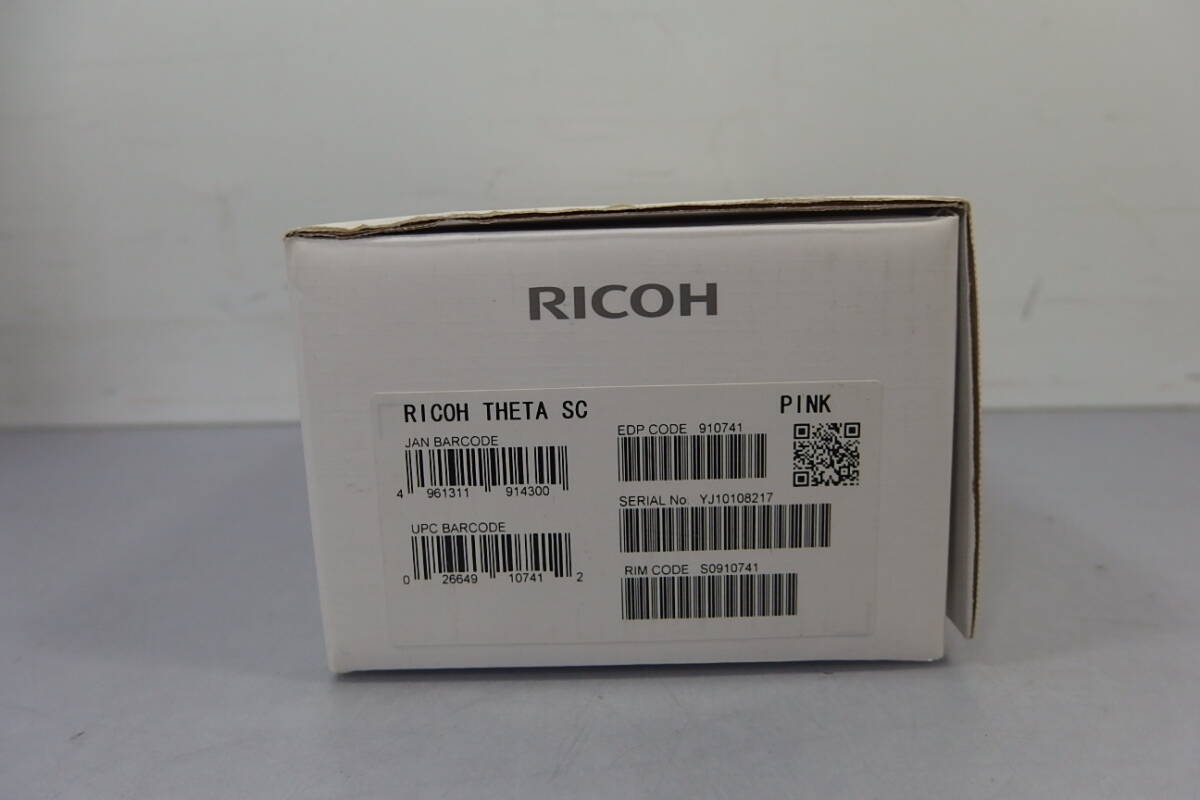 RICOH
RICOH THETA SC
PINK
JAN BARCODE
4 961311 914300
EDP CODE 910741
SERIAL No. YJ10108217
UPC BARCODE
0 26649 10741 2
RIM CODE S0910741